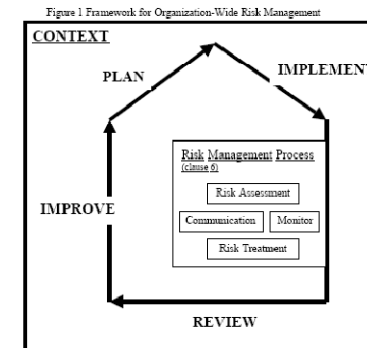 Figure 1 Framework for Organization-Wide Risk Management
CONTEXT
PLAN
IMPLEMENT
Risk Management Process
(clause 6)
Risk Assessment
Communication
Monitor
Risk Treatment
IMPROVE
REVIEW